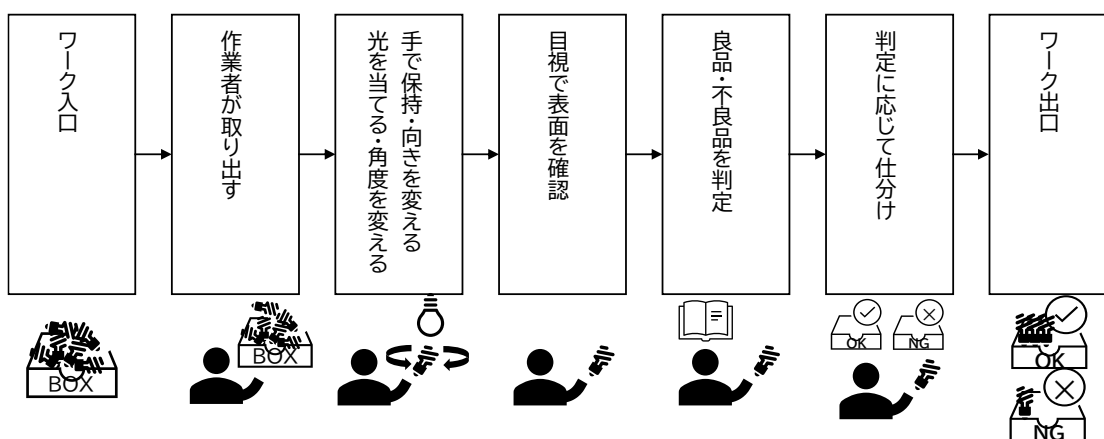 ワーク入口
作業者が取り出す
手で保持・向きを変える
光を当てる・角度を変える
目視で表面を確認
良品・不良品を判定
判定に応じて仕分け
ワーク出口
BOX
BOX
OK
NG
OK
NG